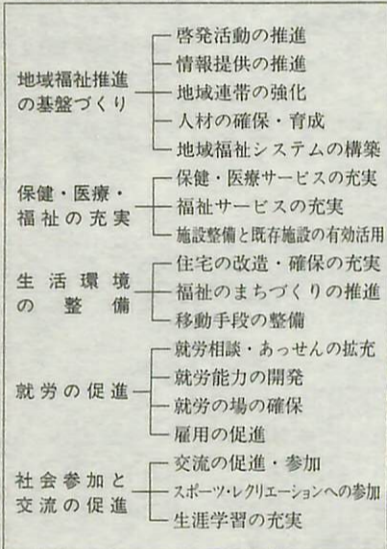 地域福祉推進
の基盤づくり
啓発活動の推進
情報提供の推進
地域連帯の強化
人材の確保・育成
地域福祉システムの構築
保健・医療・
福祉の充実
保健・医療サービスの充実
福祉サービスの充実
施設整備と既存施設の有効活用
生活環境
の整備
住宅の改造・確保の充実
福祉のまちづくりの推進
移動手段の整備
就労の促進
就労相談・あっせんの拡充
就労能力の開発
就労の場の確保
雇用の促進
社会参加と
交流の促進
交流の促進・参加
スポーツ・レクリエーションへの参加
生涯学習の充実